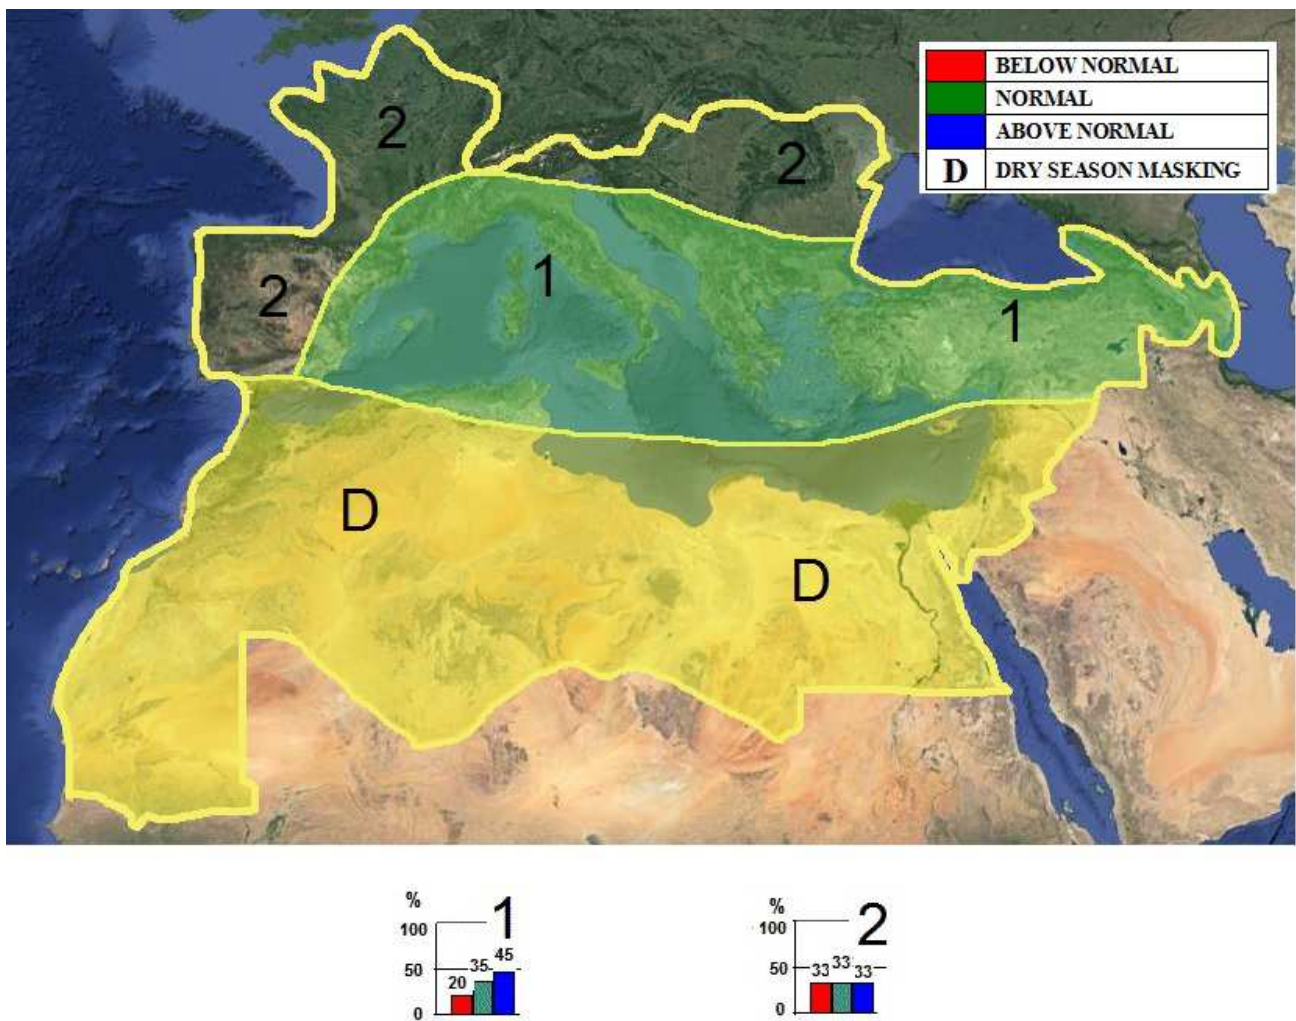 BELOW NORMAL
NORMAL
ABOVE NORMAL
D DRY SEASON MASKING
2
2
2
1
1
D
D
% 1
100
50
0
20 35 45
% 2
100
50
0
33 33 33